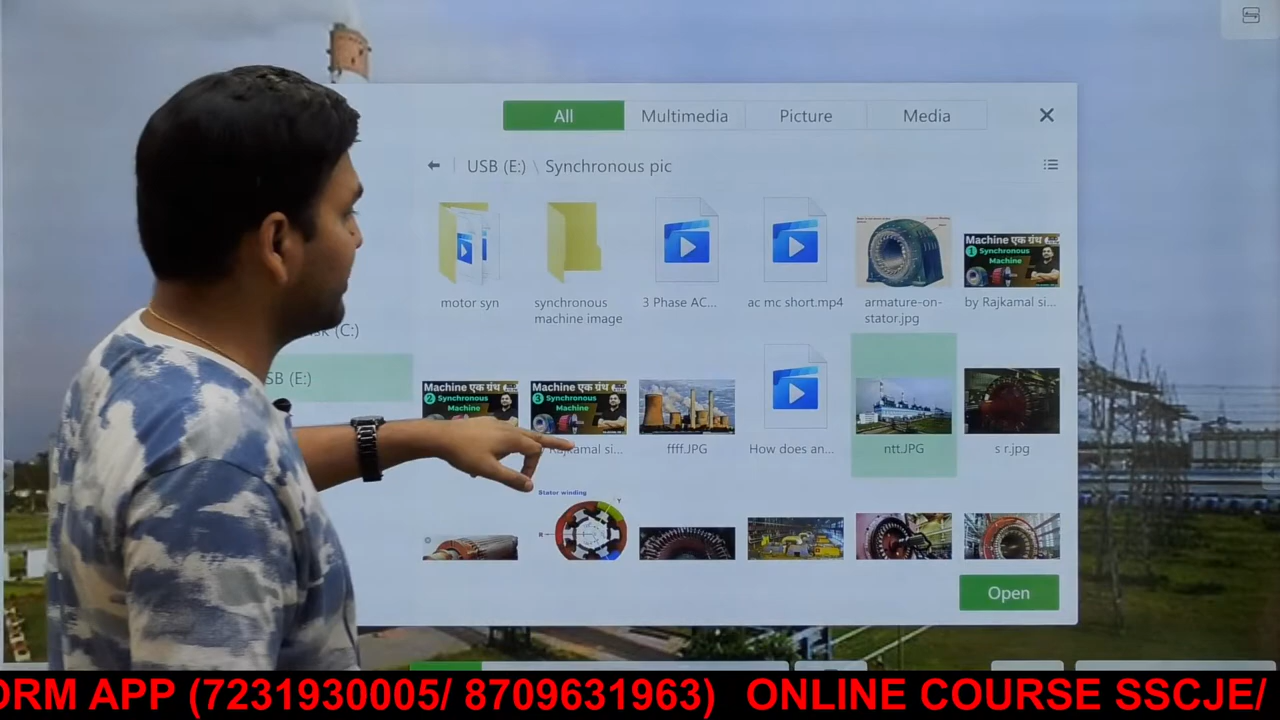 All
Multimedia
Picture
Media
USB (E:) \ Synchronous pic
motor syn
synchronous
machine image
3 Phase AC...
ac mc short.mp4
armature-on-
stator.jpg
Machine एक ग्रंथ
1 Synchronous
Machine
by Rajkamal si...
(C:)
SB (E:)
Machine एक ग्रंथ
2 Synchronous
Machine
Machine एक ग्रंथ
3 Synchronous
Machine
Rajkamal si...
ffff.JPG
How does an...
ntt.JPG
s r.jpg
Stator winding
Y
R
Open
ORM APP (7231930005/ 8709631963) ONLINE COURSE SSCJE/